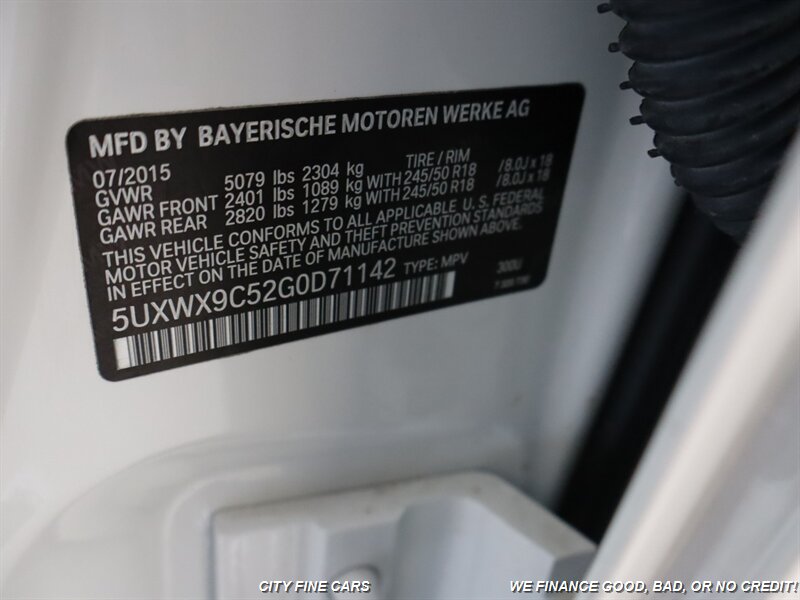 MFD BY BAYERISCHE MOTOREN WERKE AG
07/2015 TIRE / RIM
GVWR 5079 lbs 2304 kg
GAWR FRONT 2401 lbs 1089 kg WITH 245/50 R18 /8.0J x 18
GAWR REAR 2820 lbs 1279 kg WITH 245/50 R18 /8.0J x 18
THIS VEHICLE CONFORMS TO ALL APPLICABLE U. S. FEDERAL
MOTOR VEHICLE SAFETY AND THEFT PREVENTION STANDARDS
IN EFFECT ON THE DATE OF MANUFACTURE SHOWN ABOVE.
5UXWX9C52G0D71142 TYPE: MPV 300U
CITY FINE CARS
WE FINANCE GOOD, BAD, OR NO CREDIT!